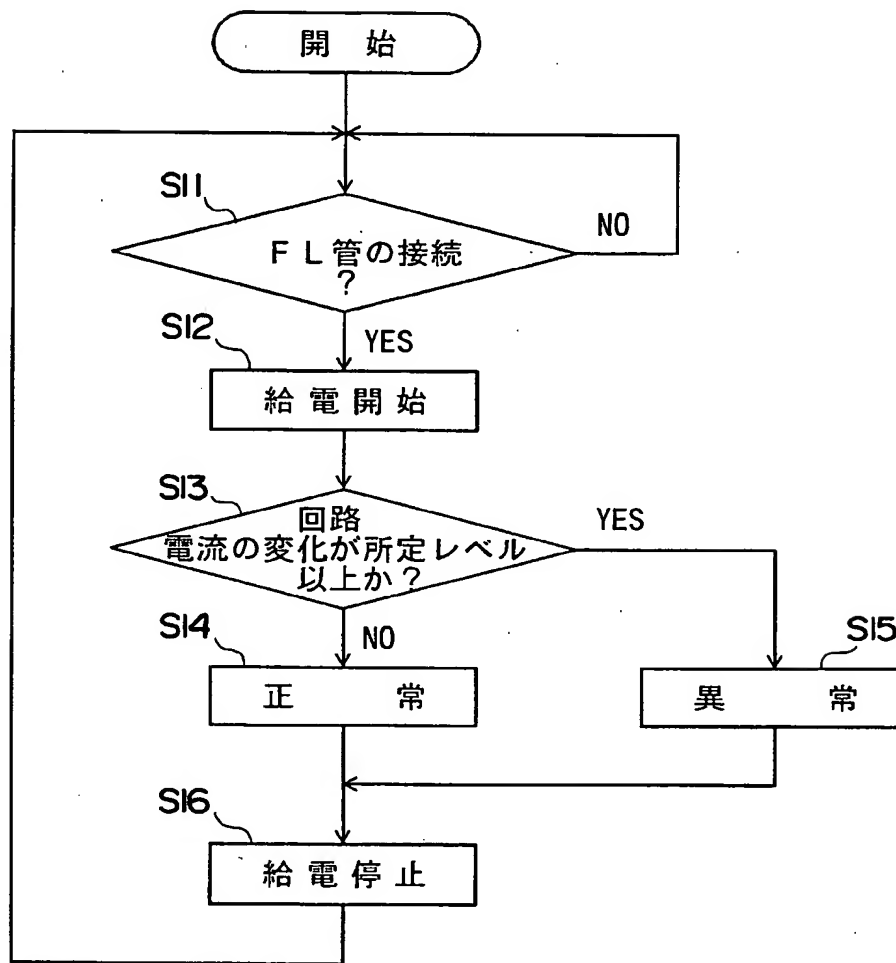 開 始
S11
NO
FL管の接続
?
S12
YES
給電開始
S13
YES
回路
電流の変化が所定レベル
以上か?
S14
NO
S15
正 常
異 常
S16
給電停止